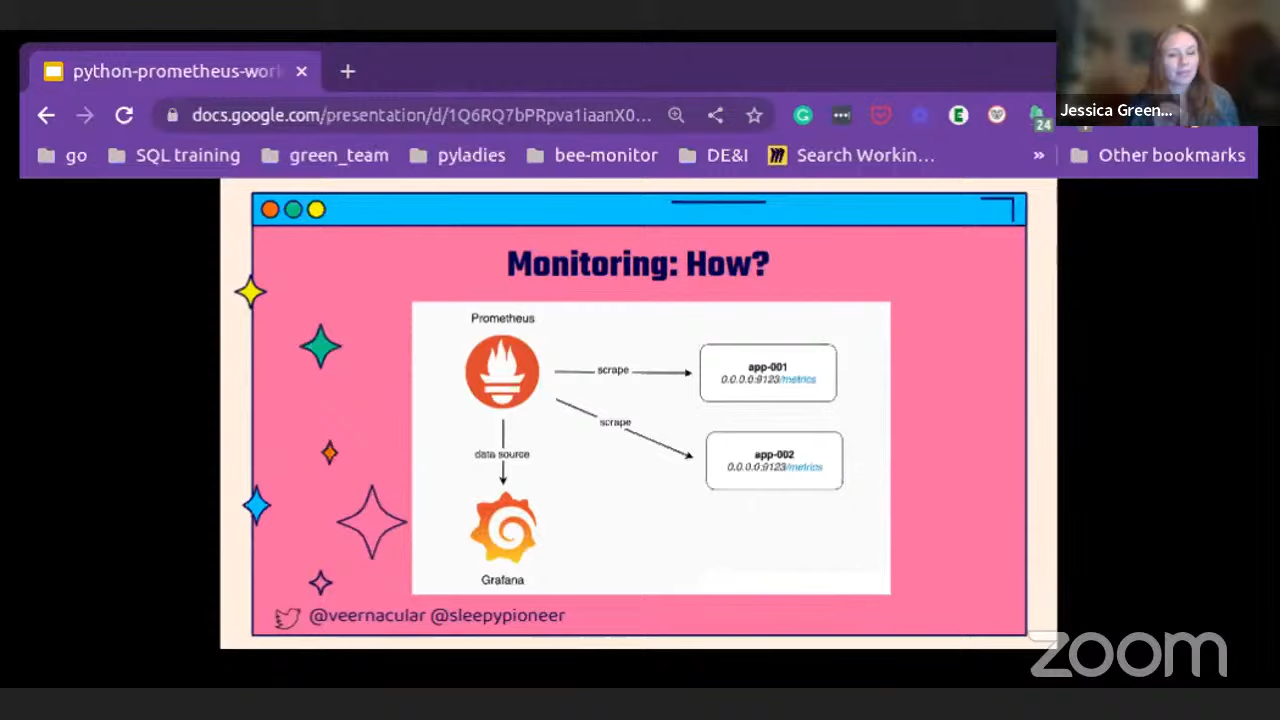 python-prometheus-wor
Jessica Green...
docs.google.com/presentation/d/1Q6RQ7bPRpva1iaanX0...
24
go
SQL training
green_team
pyladies
bee-monitor
DE&I
Search Workin...
»
Other bookmarks
Monitoring: How?
Prometheus
scrape
app-001
0.0.0.0:9123/metrics
scrape
app-002
0.0.0.0:9123/metrics
data source
Grafana
@veernacular @sleepypioneer
zoom